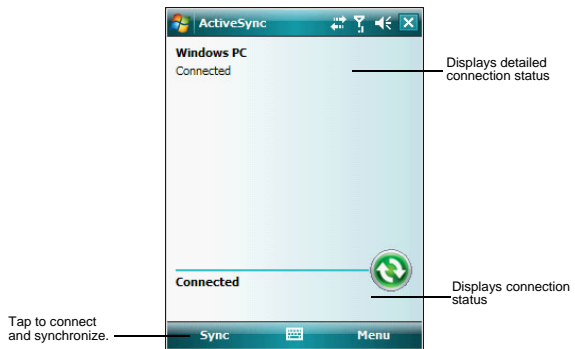 ActiveSync
Windows PC
Connected
Displays detailed
connection status
Connected
Displays connection
status
Tap to connect
and synchronize.
Sync
Menu